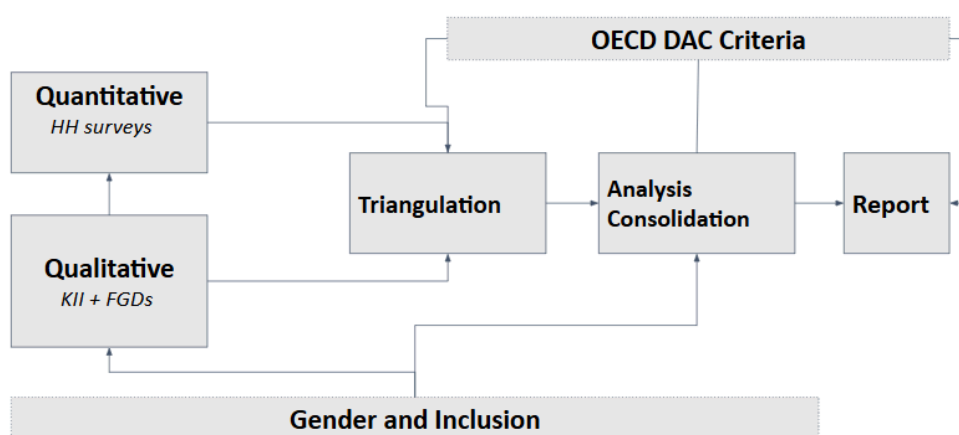 OECD DAC Criteria
Quantitative
HH surveys
Triangulation
Analysis
Consolidation
Report
Qualitative
KII + FGDs
Gender and Inclusion